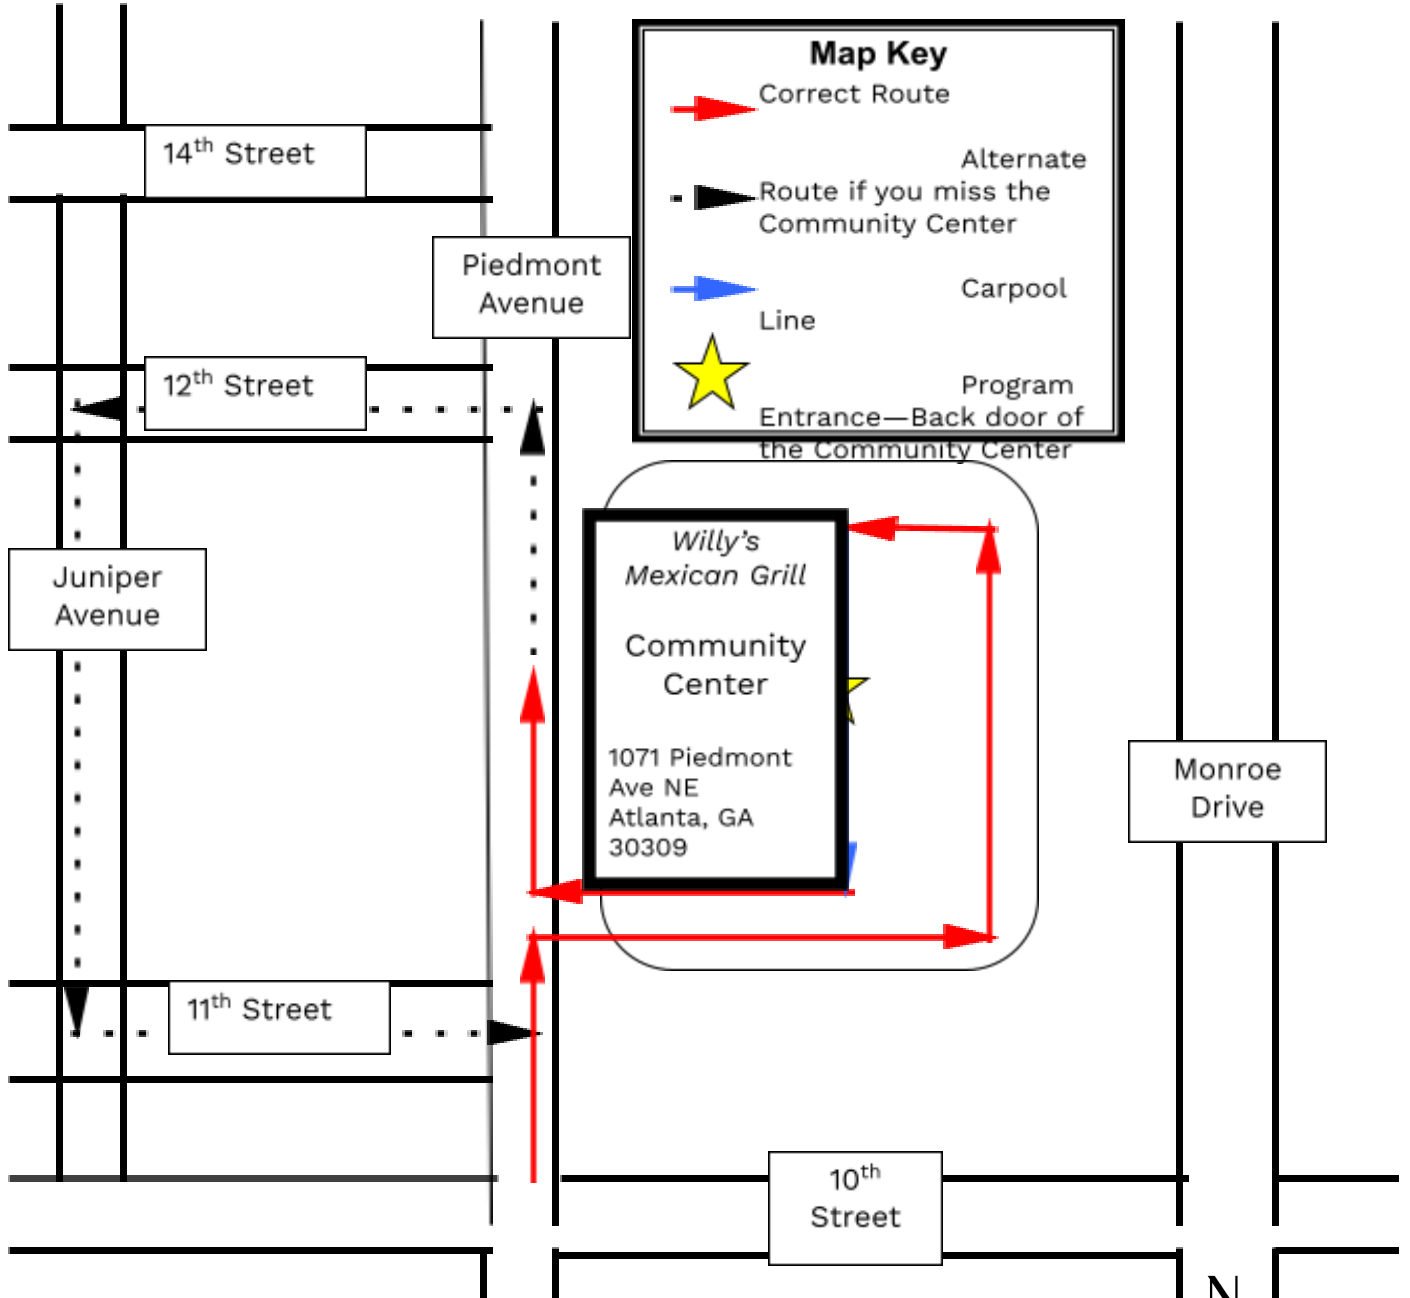 Map Key
Correct Route
Alternate
Route if you miss the
Community Center
Carpool
Line
Program
Entrance—Back door of
the Community Center
14th Street
Piedmont
Avenue
12th Street
Willy's
Mexican Grill
Community
Center
1071 Piedmont
Ave NE
Atlanta, GA
30309
Juniper
Avenue
Monroe
Drive
11th Street
10th
Street
N